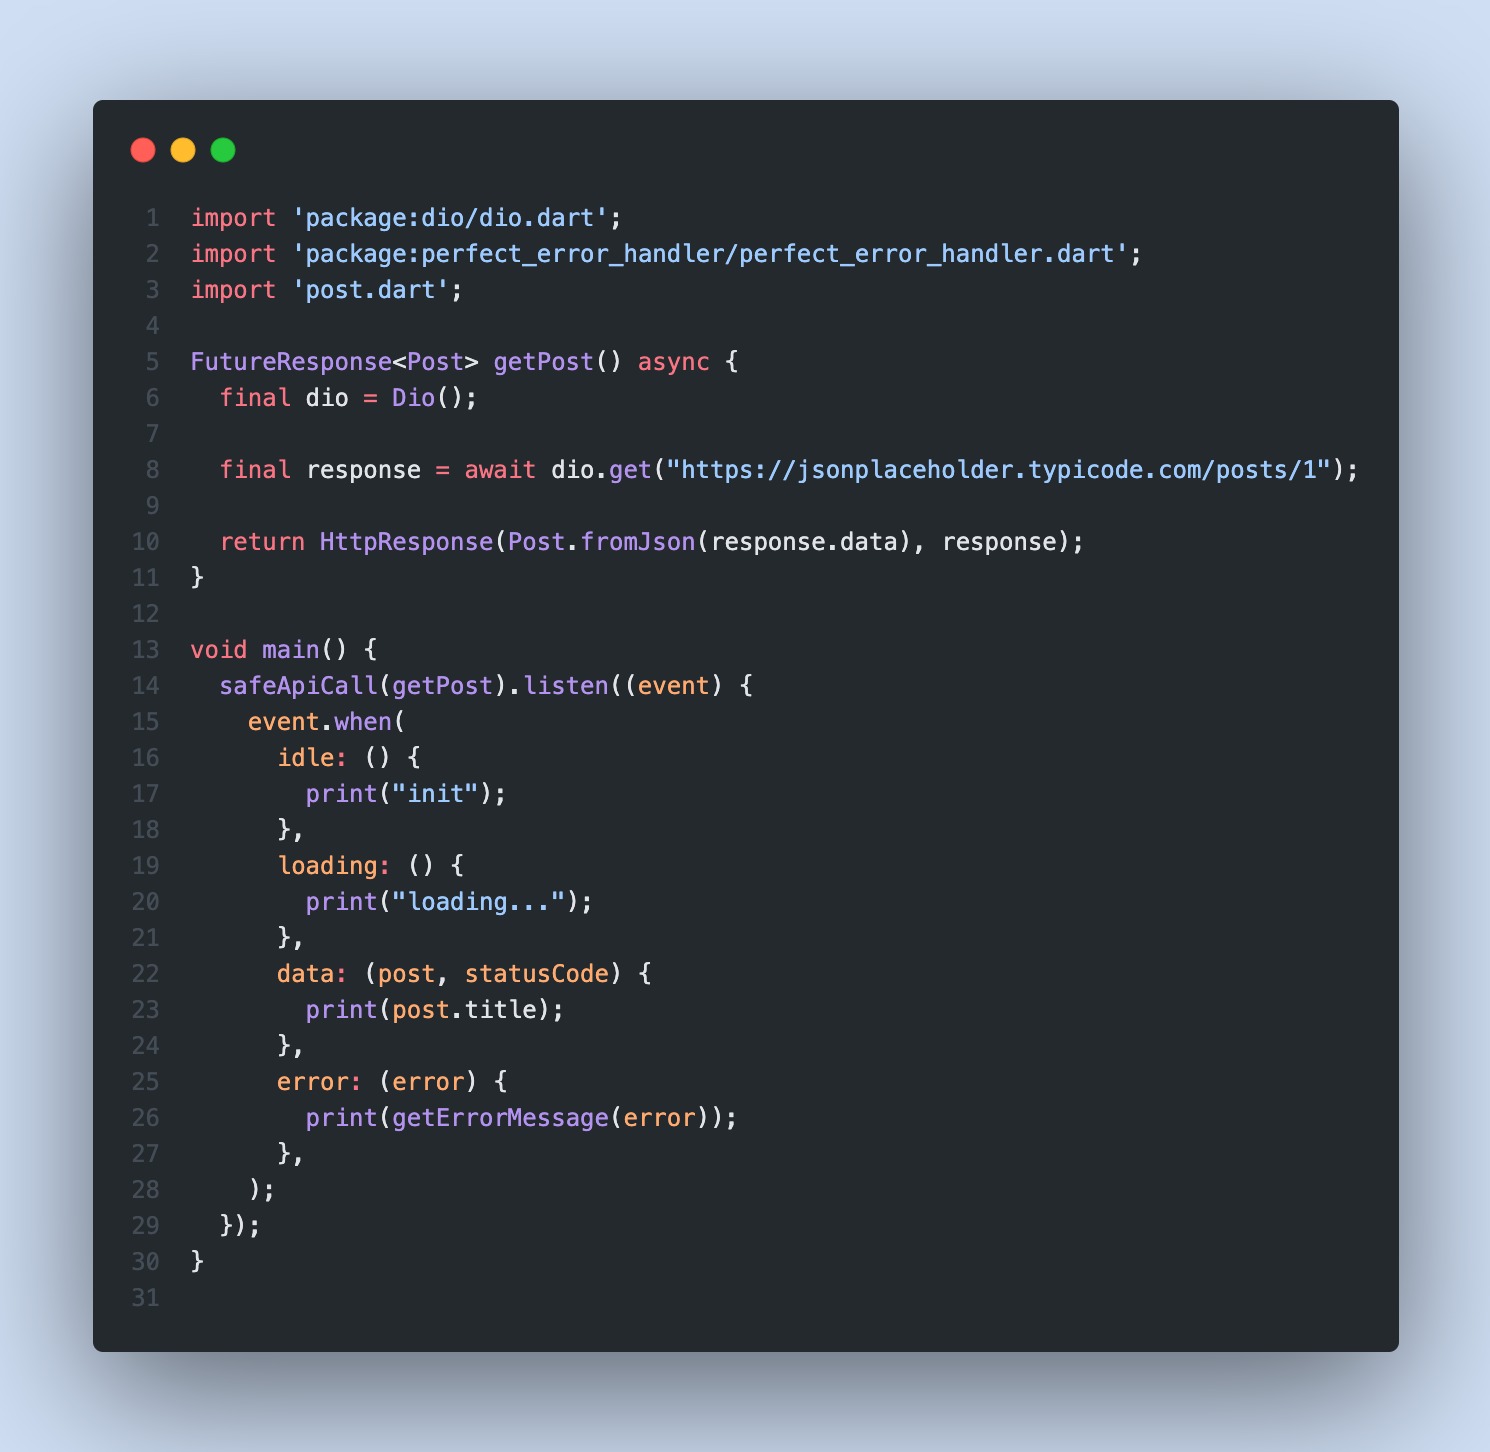 1 import 'package:dio/dio.dart';
2 import 'package:perfect_error_handler/perfect_error_handler.dart';
3 import 'post.dart';
4
5 FutureResponse<Post> getPost() async {
6   final dio = Dio();
7
8   final response = await dio.get("https://jsonplaceholder.typicode.com/posts/1");
9
10   return HttpResponse(Post.fromJson(response.data), response);
11 }
12
13 void main() {
14   safeApiCall(getPost).listen((event) {
15     event.when(
16       idle: () {
17         print("init");
18       },
19       loading: () {
20         print("loading...");
21       },
22       data: (post, statusCode) {
23         print(post.title);
24       },
25       error: (error) {
26         print(getErrorMessage(error));
27       },
28     );
29   });
30 }
31